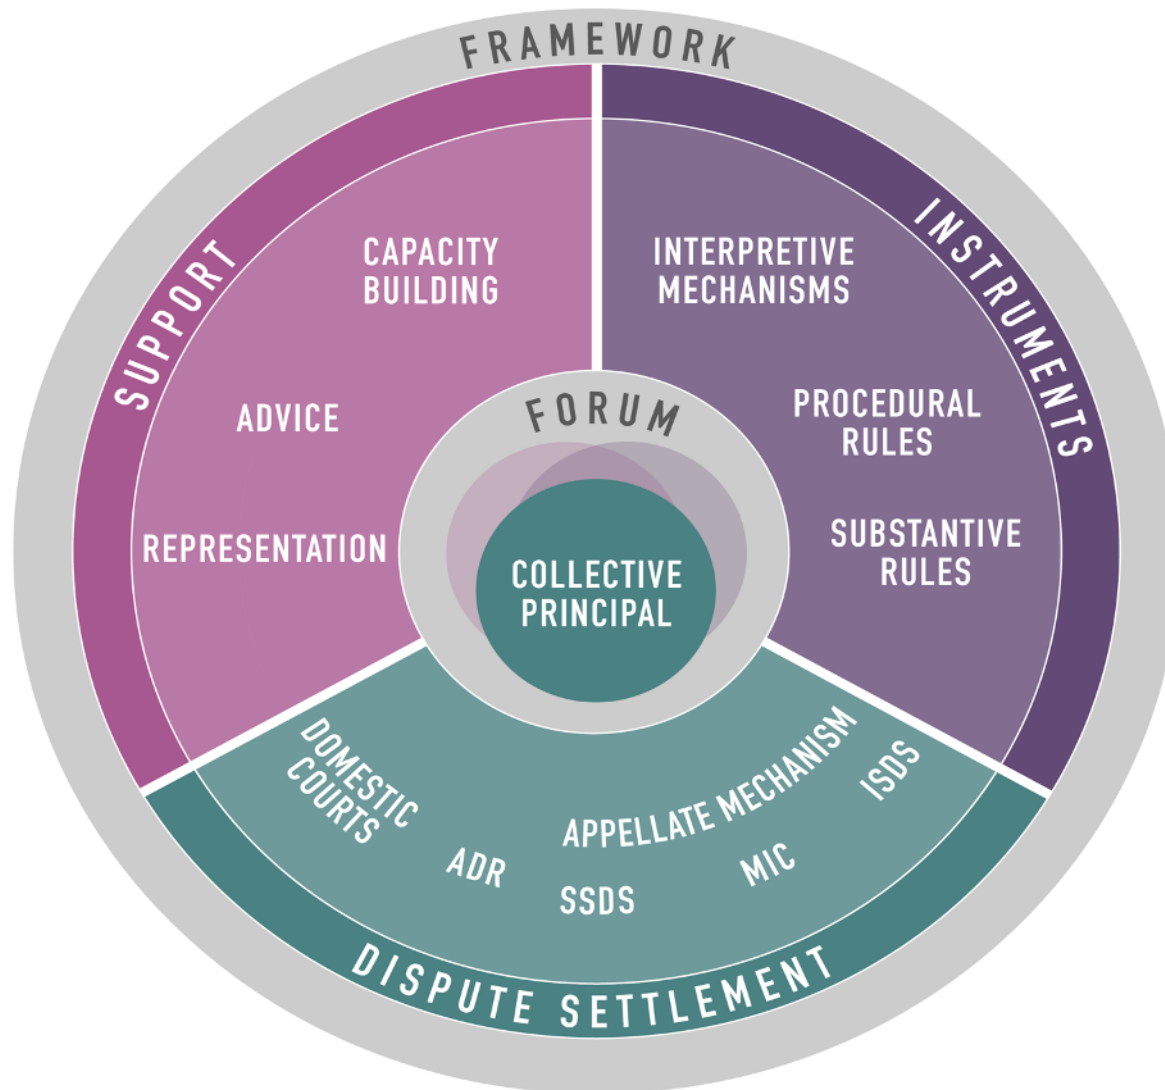 FRAMEWORK
SUPPORT
INSTRUMENTS
CAPACITY
BUILDING
INTERPRETIVE
MECHANISMS
ADVICE
PROCEDURAL
RULES
REPRESENTATION
SUBSTANTIVE
RULES
FORUM
COLLECTIVE
PRINCIPAL
DOMESTIC
COURTS
ADR
SSDS
APPELLATE MECHANISM
MIC
ISDS
DISPUTE SETTLEMENT